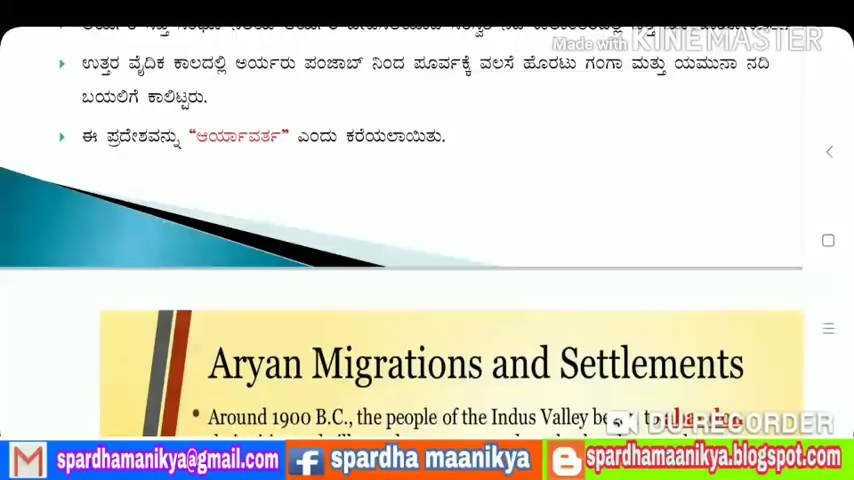 Made with KINEMASTER
ಉತ್ತರ ವೈದಿಕ ಕಾಲದಲ್ಲಿ ಆರ್ಯರು ಪಂಜಾಬ್ ನಿಂದ ಪೂರ್ವಕ್ಕೆ ವಲಸೆ ಹೊರಟು ಗಂಗಾ ಮತ್ತು ಯಮುನಾ ನದಿ
ಬಯಲಿಗೆ ಕಾಲಿಟ್ಟರು.
ಈ ಪ್ರದೇಶವನ್ನು “ಆರ್ಯಾವರ್ತ” ಎಂದು ಕರೆಯಲಾಯಿತು.
Aryan Migrations and Settlements
• Around 1900 B.C., the people of the Indus Valley to
DU RECORDER
spardhamanikya@gmail.com f spardha maanikya spardhamaanikya.blogspot.com